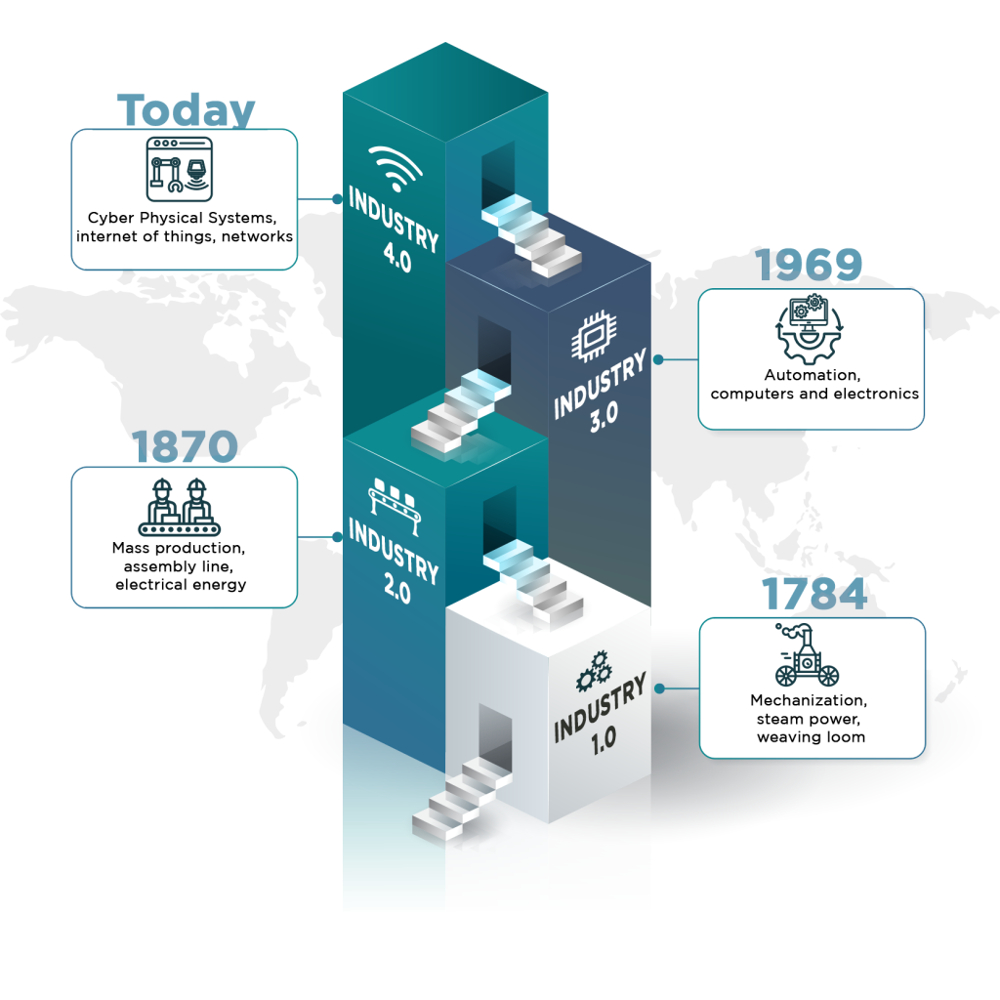 Today
Cyber Physical Systems,
internet of things, networks
INDUSTRY
4.0
1969
Automation,
computers and electronics
INDUSTRY
3.0
1870
Mass production,
assembly line,
electrical energy
INDUSTRY
2.0
1784
Mechanization,
steam power,
weaving loom
INDUSTRY
1.0